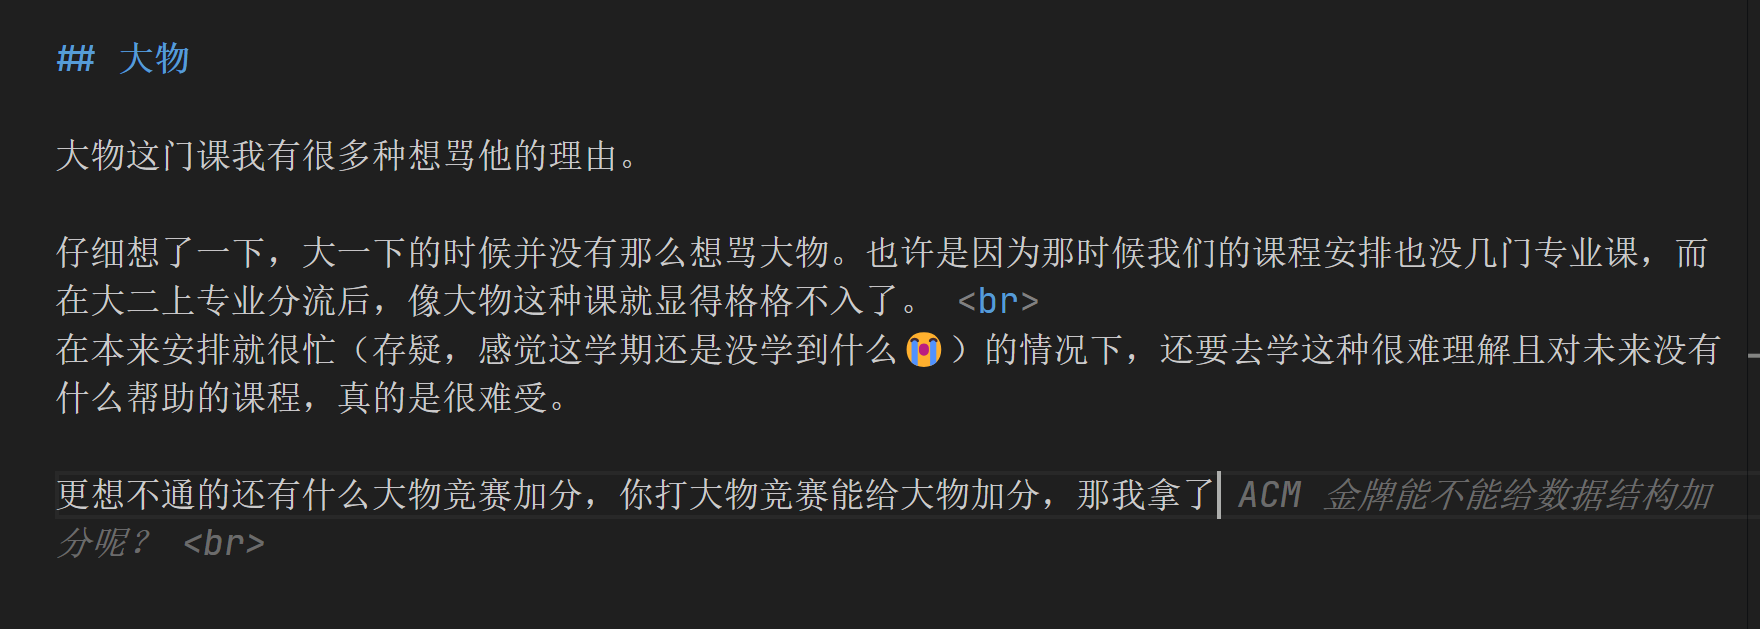 ## 大物
大物这门课我有很多种想骂他的理由。
仔细想了一下，大一下的时候并没有那么想骂大物。也许是因为那时候我们的课程安排也没几门专业课，而
在大二上专业分流后，像大物这种课就显得格格不入了。 <br>
在本来安排就很忙（存疑，感觉这学期还是没学到什么😭）的情况下，还要去学这种很难理解且对未来没有
什么帮助的课程，真的是很难受。
更想不通的还有什么大物竞赛加分，你打大物竞赛能给大物加分，那我拿了 ACM 金牌能不能给数据结构加
分呢？ <br>